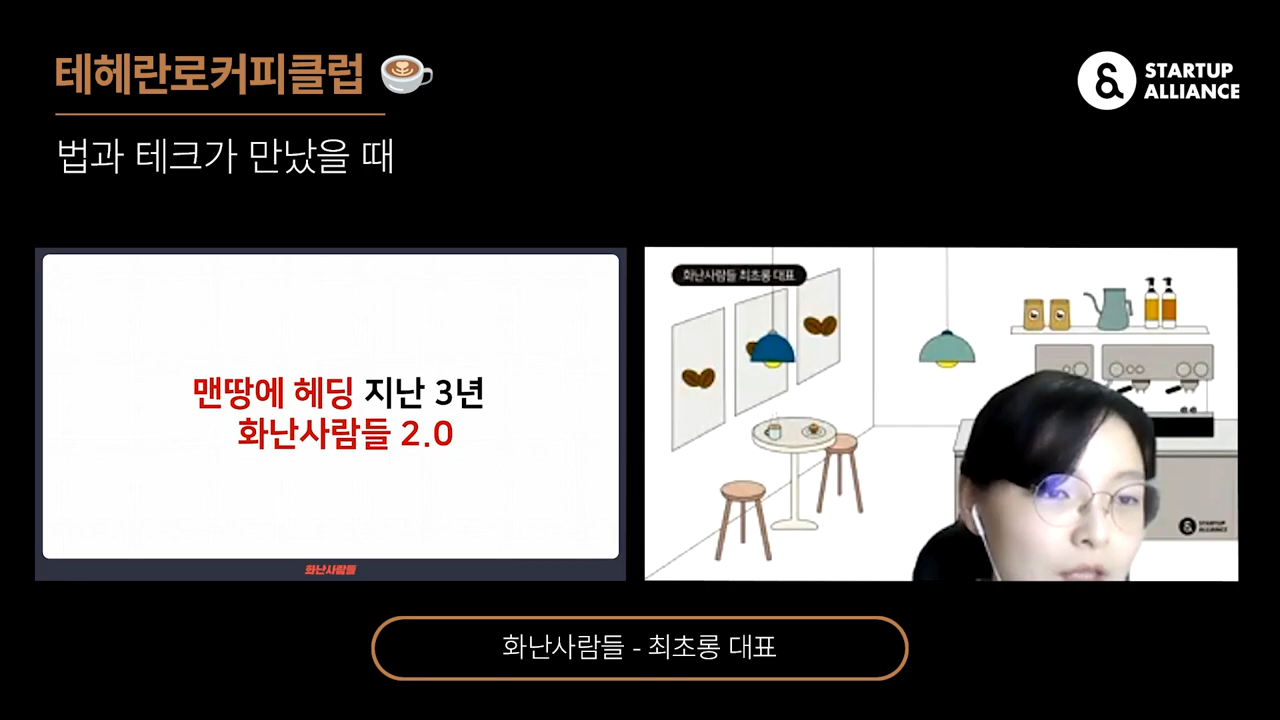 테헤란로커피클럽
STARTUP
ALLIANCE
법과 테크가 만났을 때
맨땅에 헤딩 지난 3년
화난사람들 2.0
화난사람들
화난사람들 최초롱 대표
STARTUP
ALLIANCE
화난사람들 - 최초롱 대표